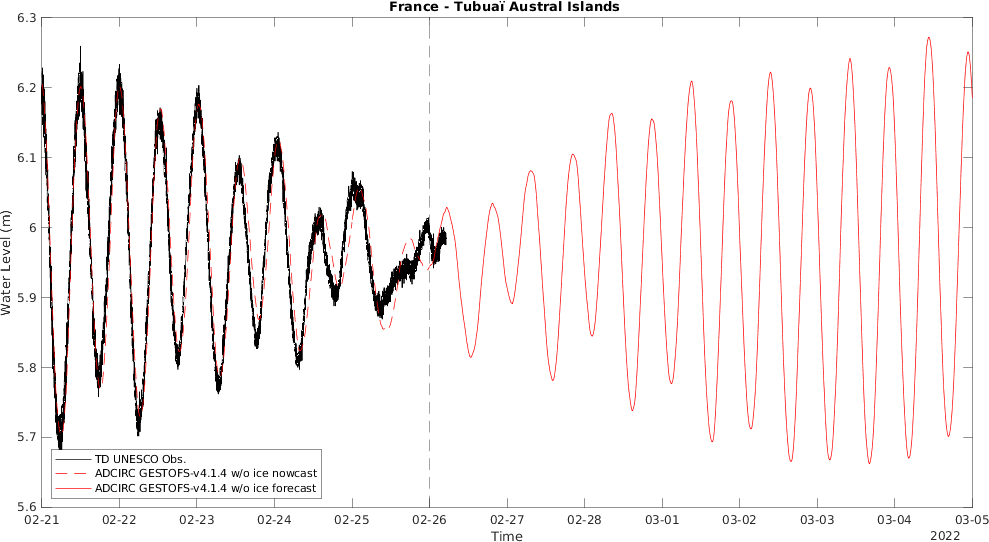 France - Tubuaï Austral Islands
6.3
6.2
6.1
6
5.9
5.8
5.7
5.6
Water Level (m)
TD UNESCO Obs.
ADCIRC GESTOFS-v4.1.4 w/o ice nowcast
ADCIRC GESTOFS-v4.1.4 w/o ice forecast
02-21 02-22 02-23 02-24 02-25 02-26 02-27 02-28 03-01 03-02 03-03 03-04 03-05
Time
2022